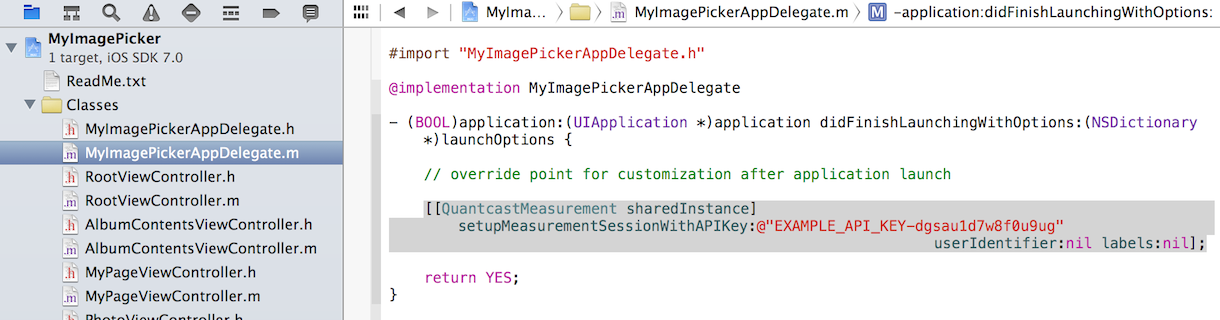 MyIma...
MyImagePickerAppDelegate.m
M
-application:didFinishLaunchingWithOptions:
MyImagePicker
1 target, iOS SDK 7.0
ReadMe.txt
Classes
h MyImagePickerAppDelegate.h
m MyImagePickerAppDelegate.m
h RootViewController.h
m RootViewController.m
h AlbumContentsViewController.h
m AlbumContentsViewController.m
h MyPageViewController.h
m MyPageViewController.m
PhotoViewController.h
#import "MyImagePickerAppDelegate.h"
@implementation MyImagePickerAppDelegate
- (BOOL)application:(UIApplication *)application didFinishLaunchingWithOptions:(NSDictionary
*)launchOptions {
// override point for customization after application launch
[[QuantcastMeasurement sharedInstance]
setupMeasurementSessionWithAPIKey:@"EXAMPLE_API_KEY-dgsau1d7w8f0u9ug"
userIdentifier:nil labels:nil];
return YES;
}